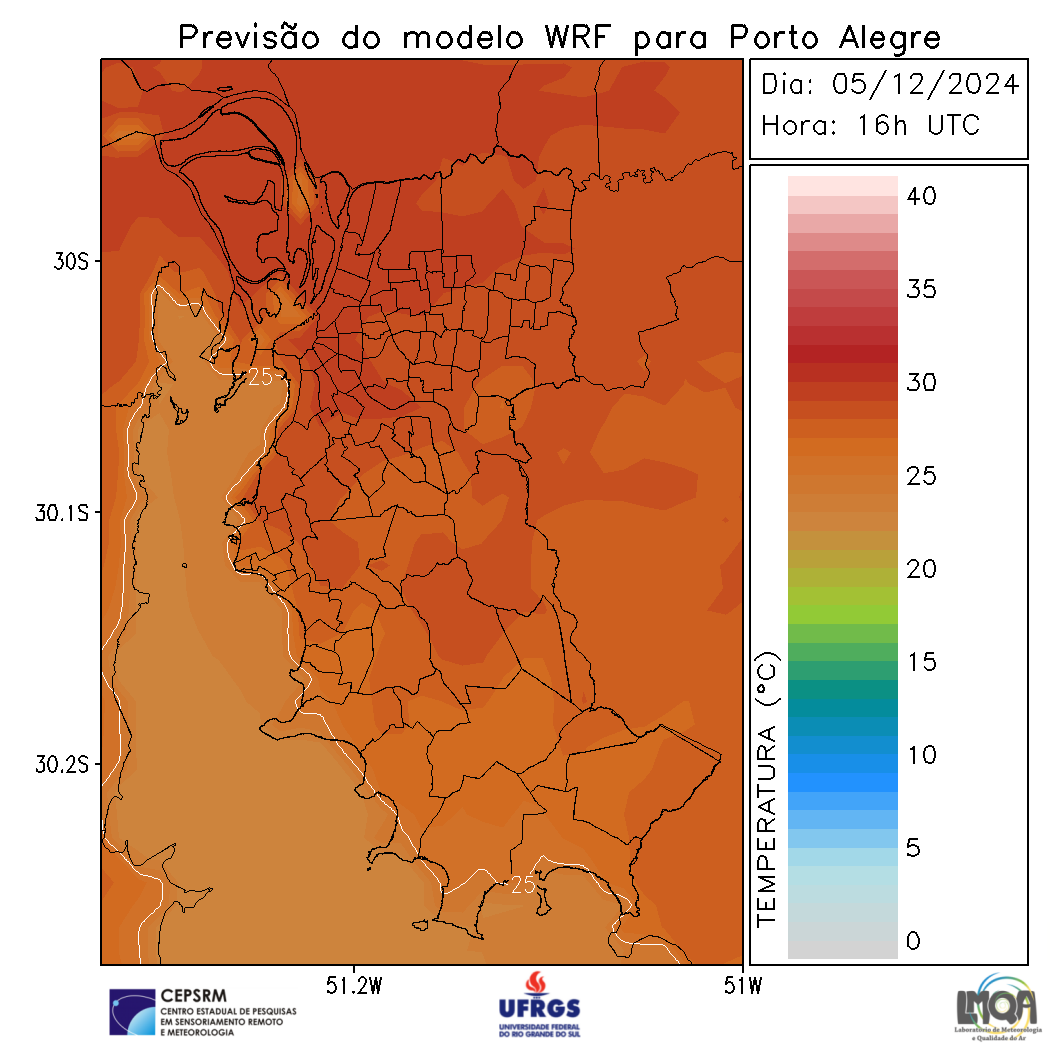 Previsão do modelo WRF para Porto Alegre
Dia: 05/12/2024
Hora: 16h UTC
40
35
30
25
20
15
10
5
0
TEMPERATURA (°C)
30S
30.1S
30.2S
25
25
51.2W
51W
CEPSRM
CENTRO ESTADUAL DE PESQUISAS
EM SENSORIAMENTO REMOTO
E METEOROLOGIA
UFRGS
UNIVERSIDADE FEDERAL
DO RIO GRANDE DO SUL
LMQA
Laboratório de Meteorologia
e Qualidade do Ar